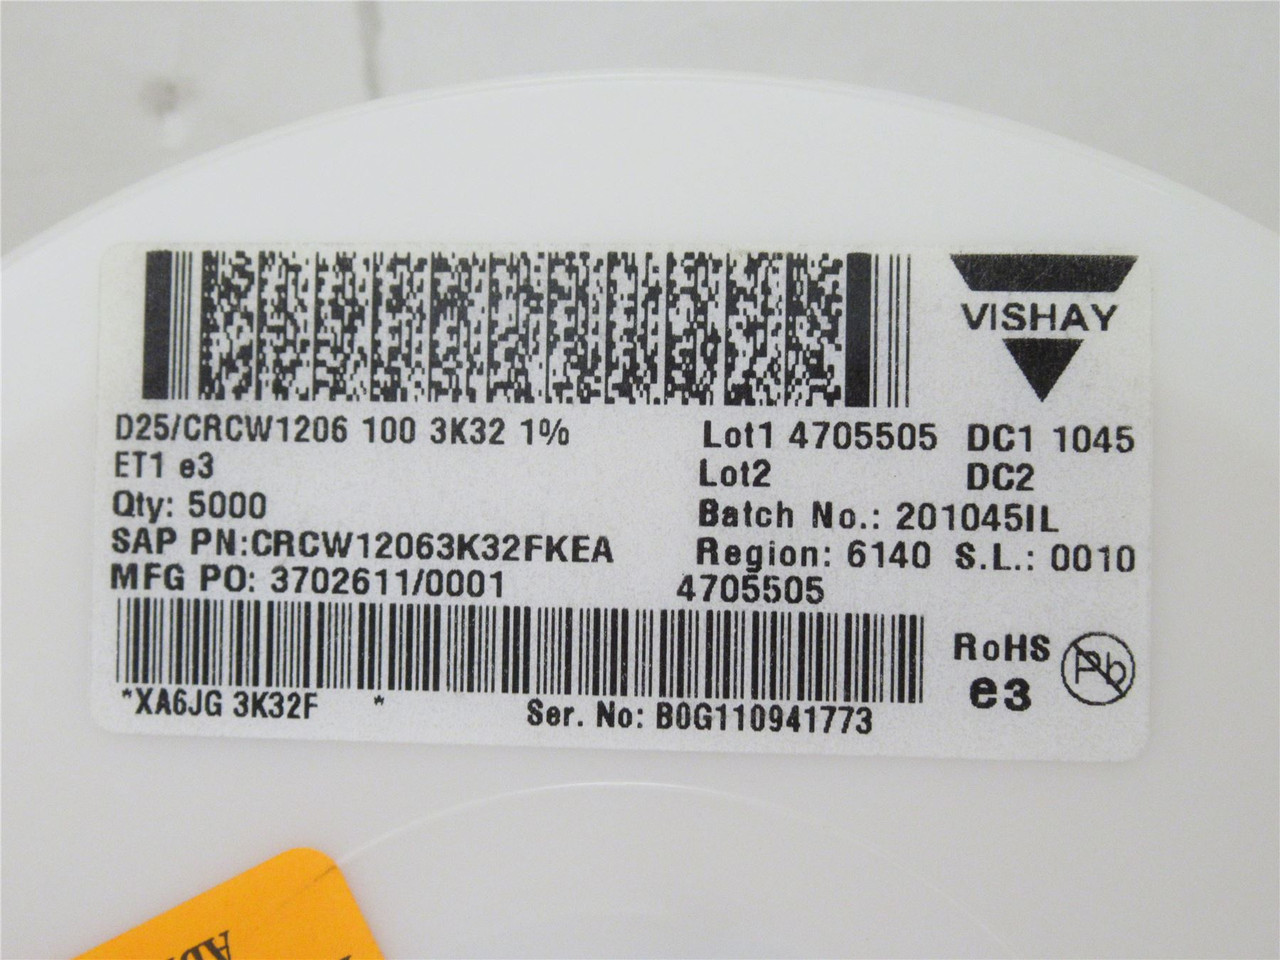 VISHAY
D25/CRCW1206 100 3K32 1%
ET1 e3
Qty: 5000
SAP PN:CRCW12063K32FKEA
MFG PO: 3702611/0001
Lot1 4705505 DC1 1045
Lot2 DC2
Batch No.: 201045IL
Region: 6140 S.L.: 0010
4705505
RoHS
e3
Pb
*XA6JG 3K32F *
Ser. No: B0G110941773